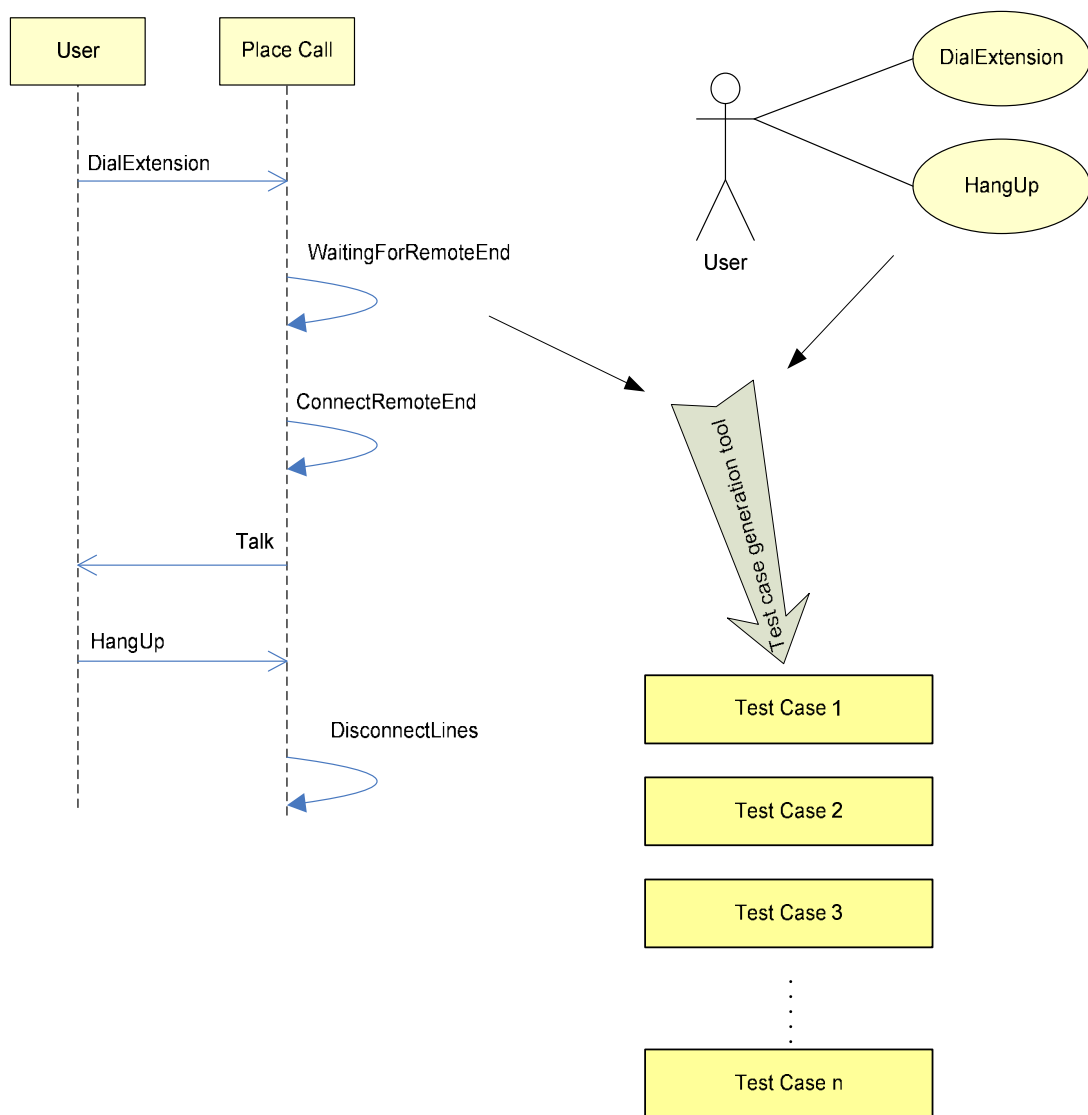 User
Place Call
DialExtension
WaitingForRemoteEnd
ConnectRemoteEnd
Talk
HangUp
DisconnectLines
DialExtension
HangUp
User
Test case generation tool
Test Case 1
Test Case 2
Test Case 3
Test Case n